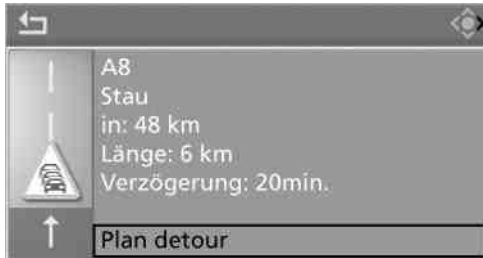 A8
Stau
in: 48 km
Länge: 6 km
Verzögerung: 20min.
Plan detour